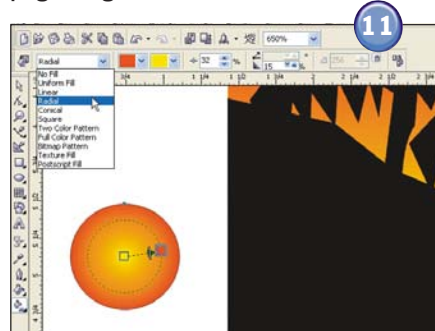 11
650%
Radial
32 %
15 %
256
No Fill
Uniform Fill
Linear
Radial
Conical
Square
Two Color Pattern
Full Color Pattern
Bitmap Pattern
Texture Fill
Postscript Fill